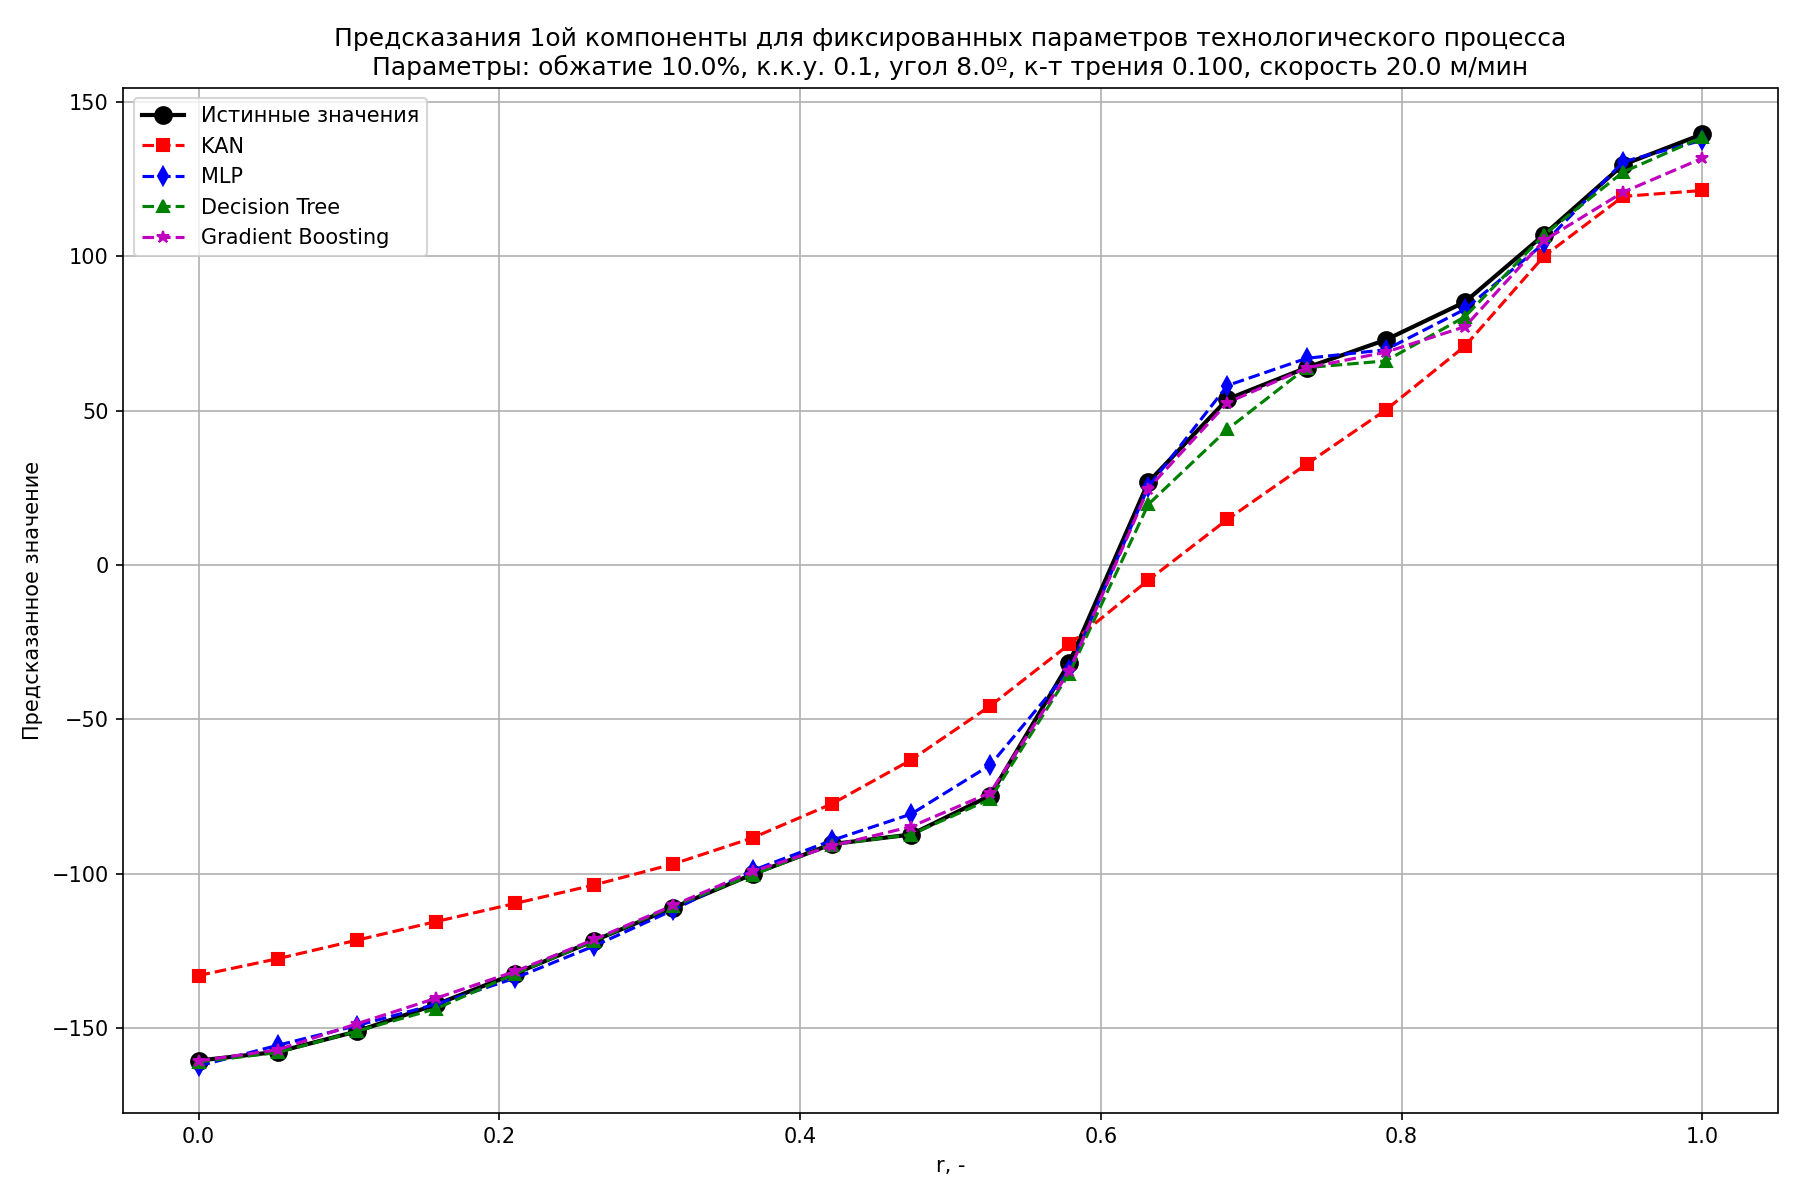 Предсказания 1ой компоненты для фиксированных параметров технологического процесса
Параметры: обжатие 10.0%, к.к.у. 0.1, угол 8.0º, к-т трения 0.100, скорость 20.0 м/мин
Истинные значения
KAN
MLP
Decision Tree
Gradient Boosting
Предсказанное значение
150
100
50
0
−50
−100
−150
0.0 0.2 0.4 0.6 0.8 1.0
r, -